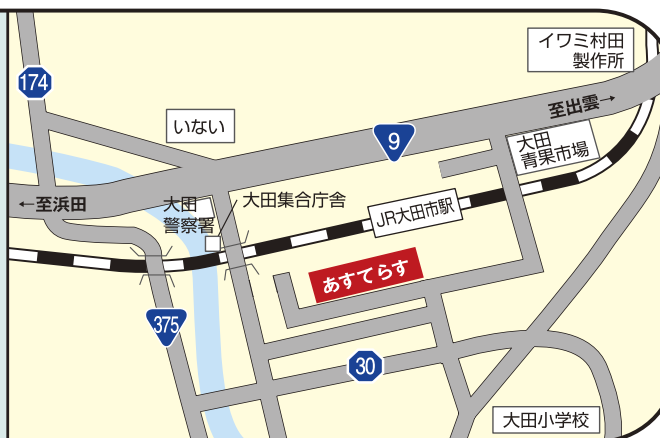 イワミ村田
製作所
174
いない
9
至出雲→
大田
青果市場
←至浜田
大田
警察署
大田集合庁舎
JR大田市駅
あすてらす
375
30
大田小学校